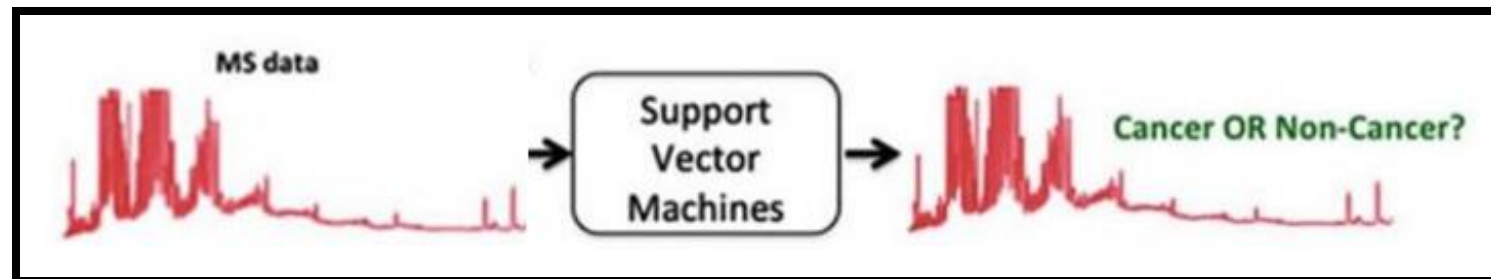 MS data
Support
Vector
Machines
Cancer OR Non-Cancer?